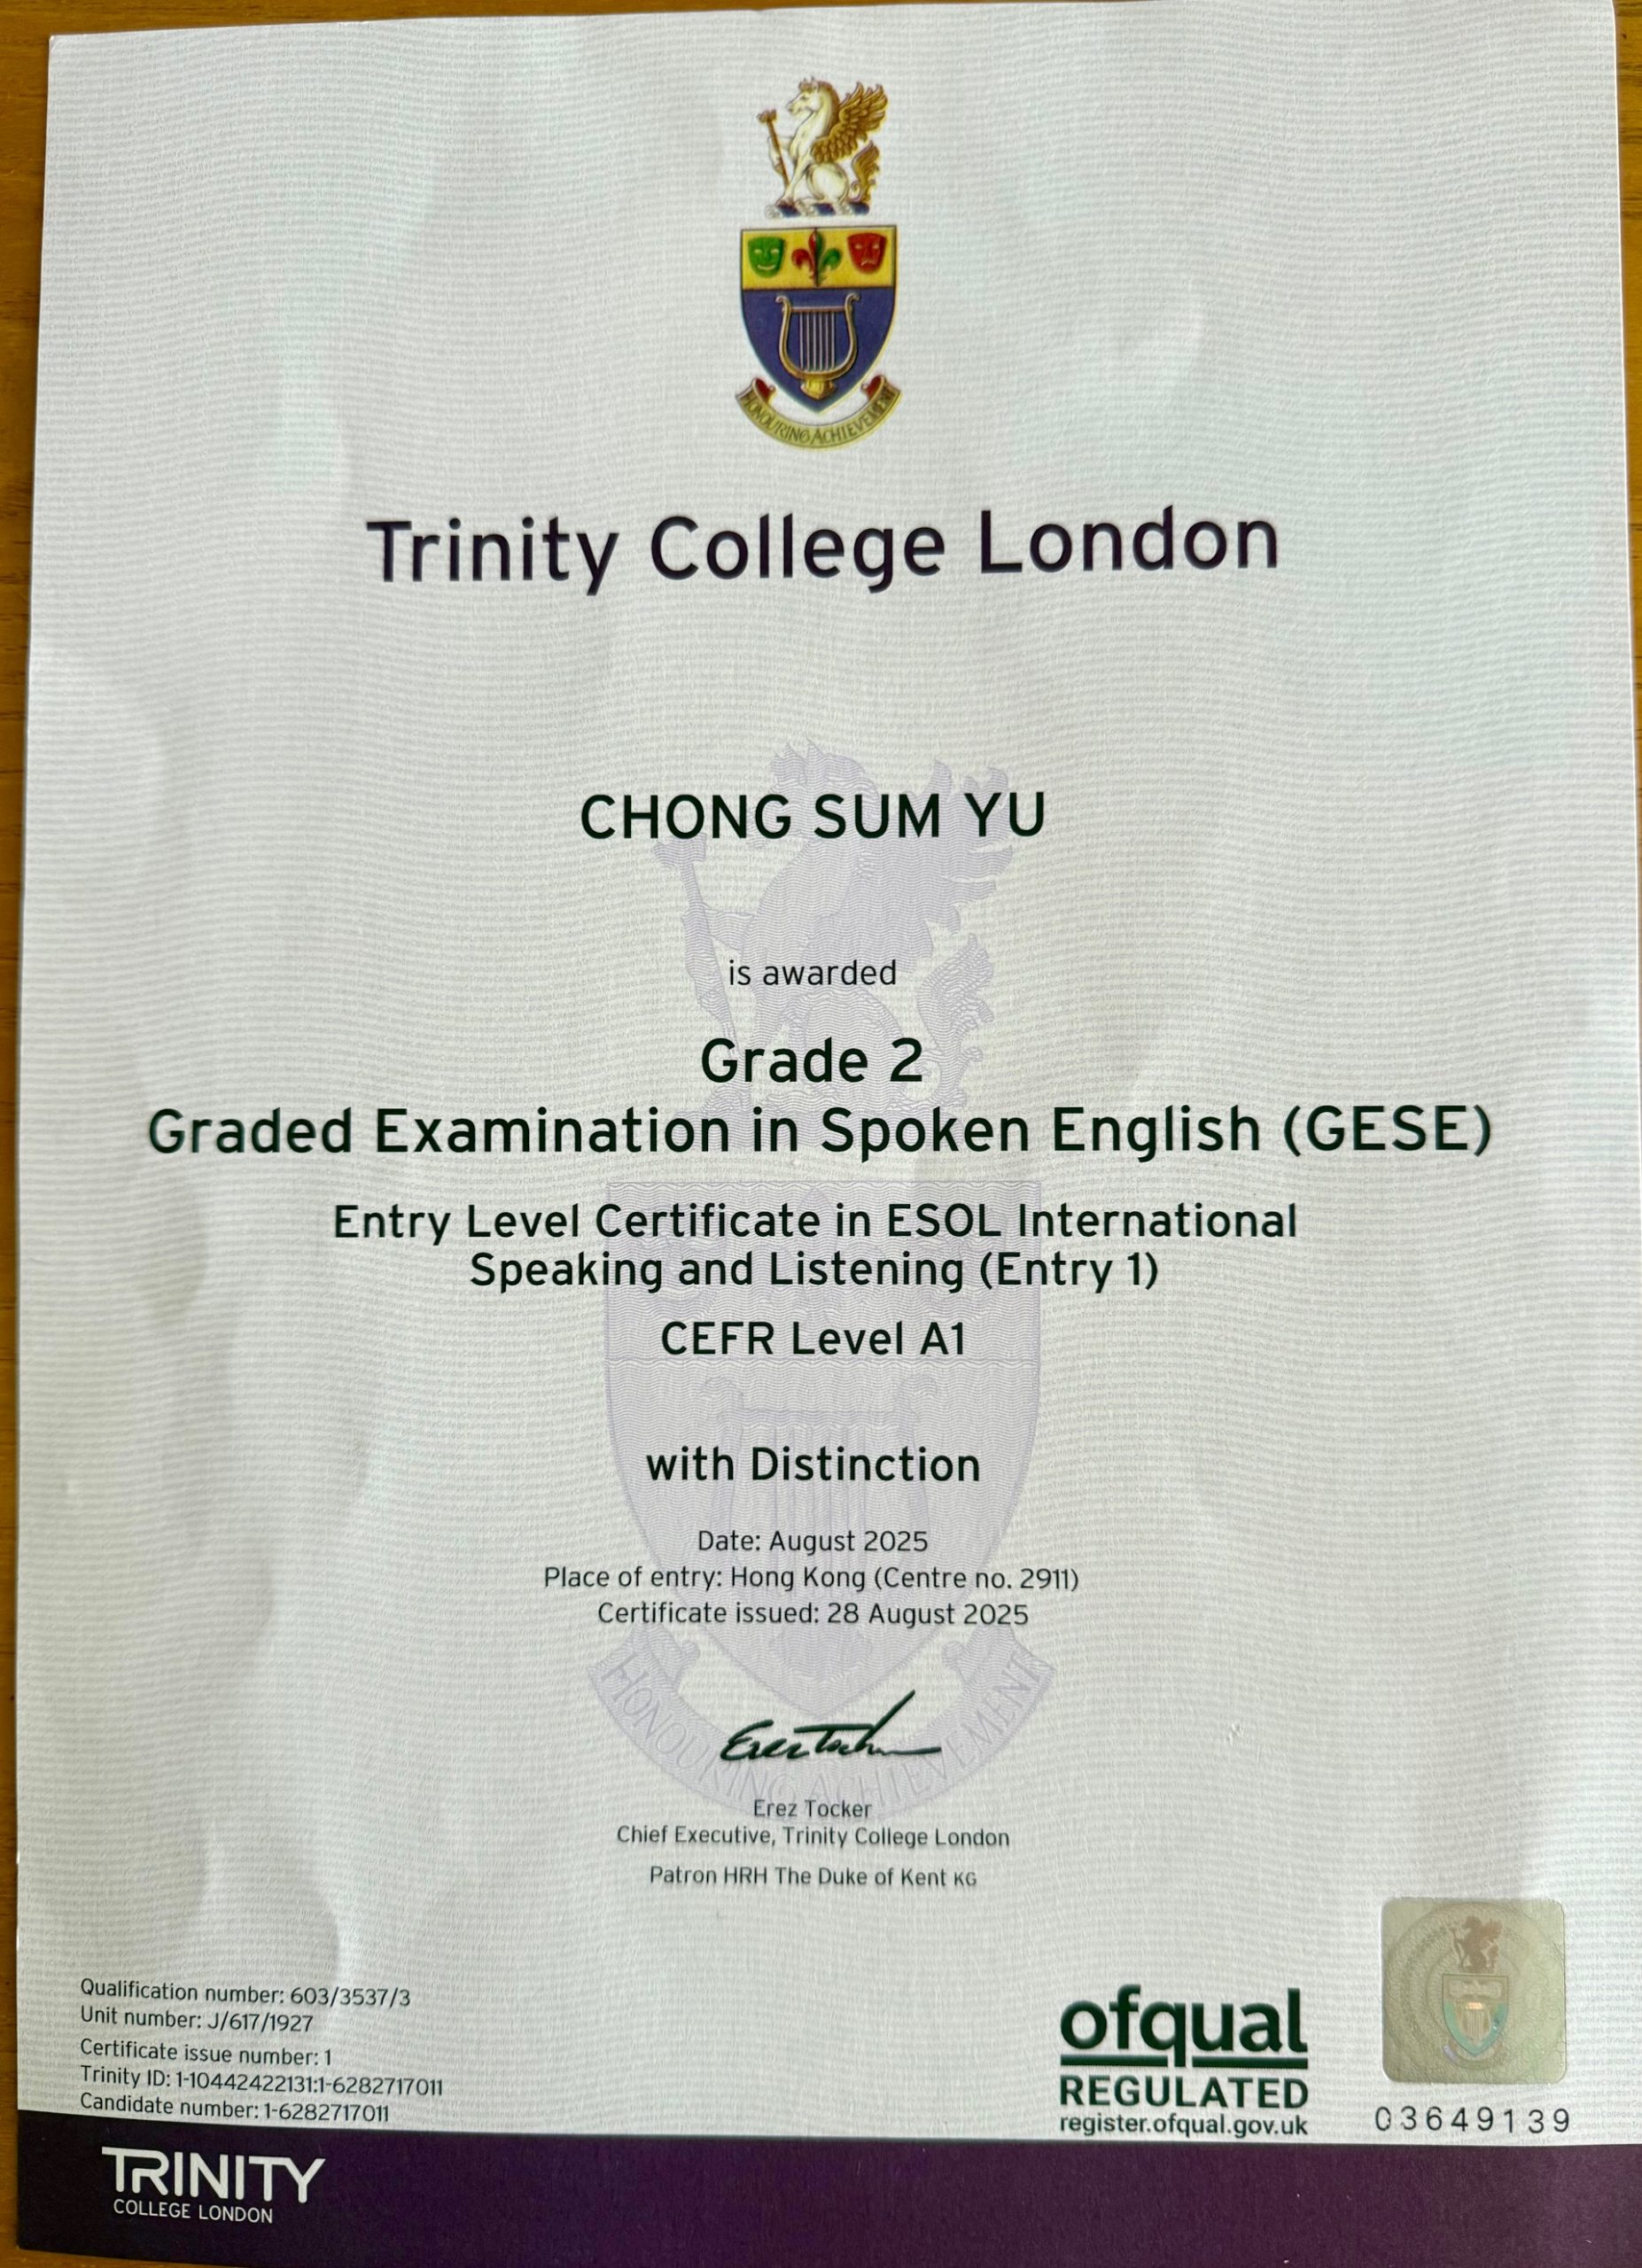 HONOURING ACHIEVEMENT
Trinity College London
CHONG SUM YU
is awarded
Grade 2
Graded Examination in Spoken English (GESE)
Entry Level Certificate in ESOL International
Speaking and Listening (Entry 1)
CEFR Level A1
with Distinction
Date: August 2025
Place of entry: Hong Kong (Centre no. 2911)
Certificate issued: 28 August 2025
HONOURING ACHIEVEMENT
Erez Tocker
Erez Tocker
Chief Executive, Trinity College London
Patron HRH The Duke of Kent KG
Qualification number: 603/3537/3
Unit number: J/617/1927
Certificate issue number: 1
Trinity ID: 1-10442422131:1-6282717011
Candidate number: 1-6282717011
ofqual
REGULATED
register.ofqual.gov.uk
03649139
TRINITY
COLLEGE LONDON